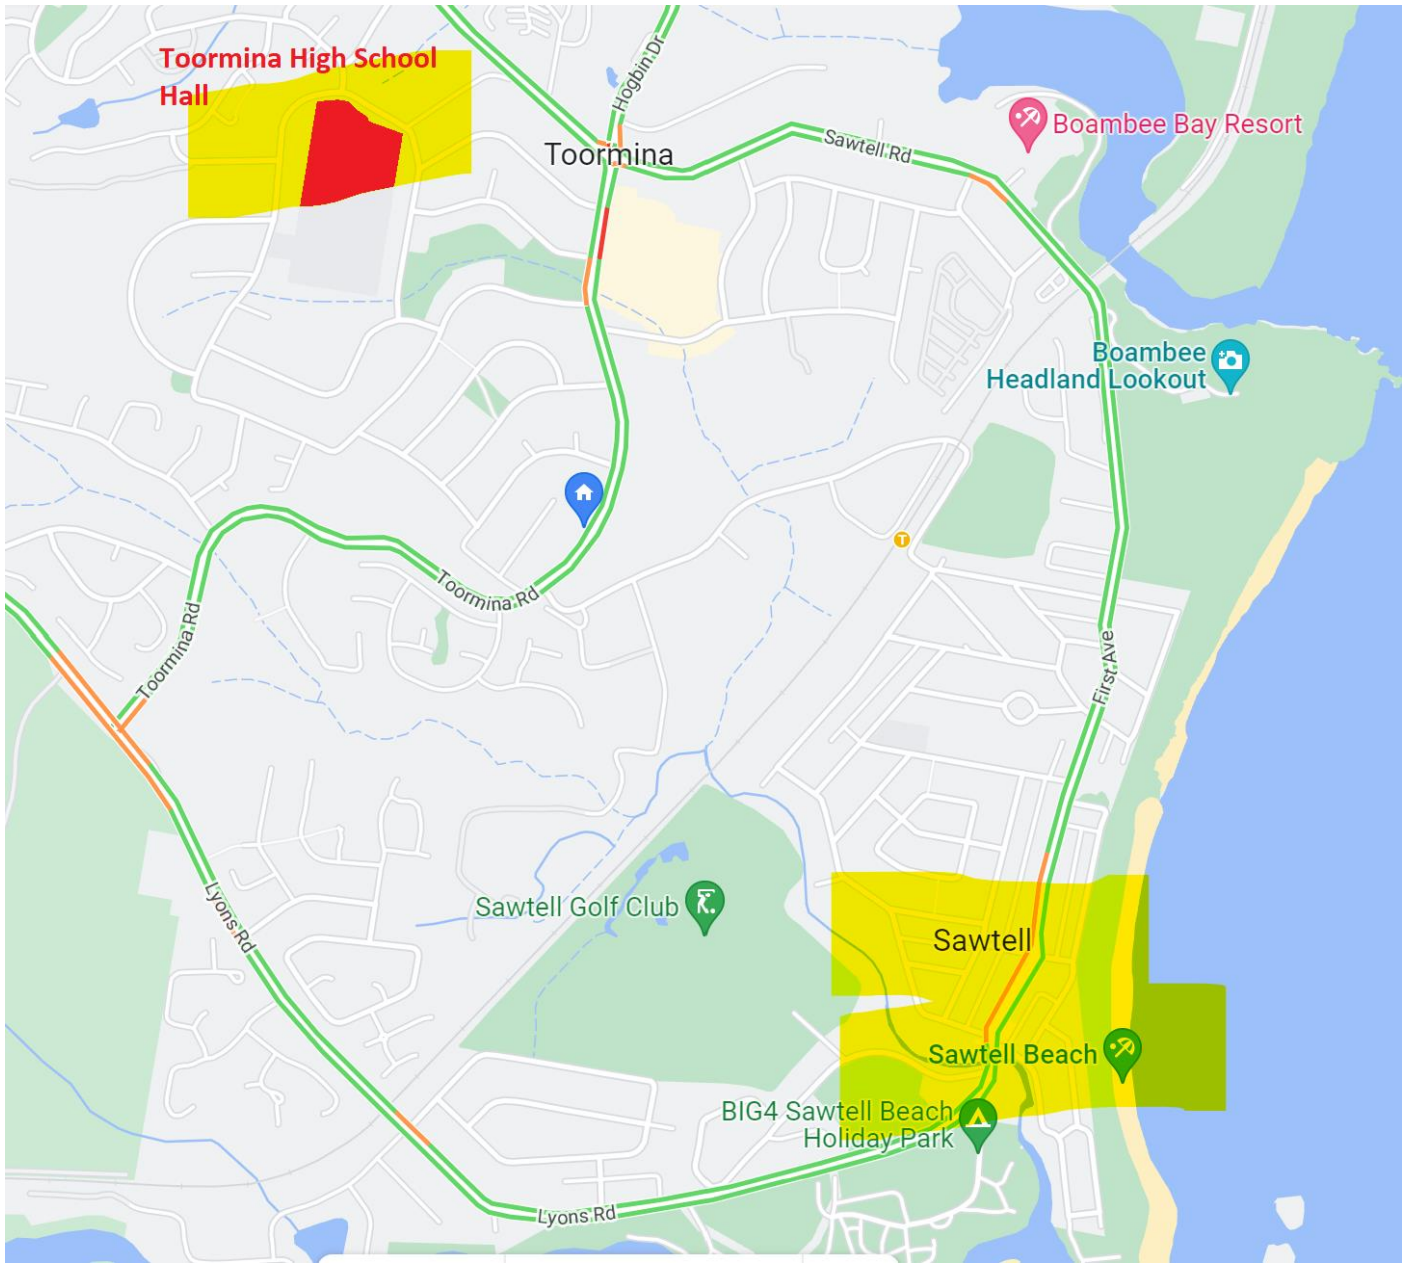 Toormina High School
Hall
Hogbin Dr
Toormina
Sawtell Rd
Boambee Bay Resort
Boambee
Headland Lookout
T
Toormina Rd
Toormina Rd
First Ave
Lyons Rd
Sawtell Golf Club
Sawtell
Sawtell Beach
BIG4 Sawtell Beach
Holiday Park
Lyons Rd